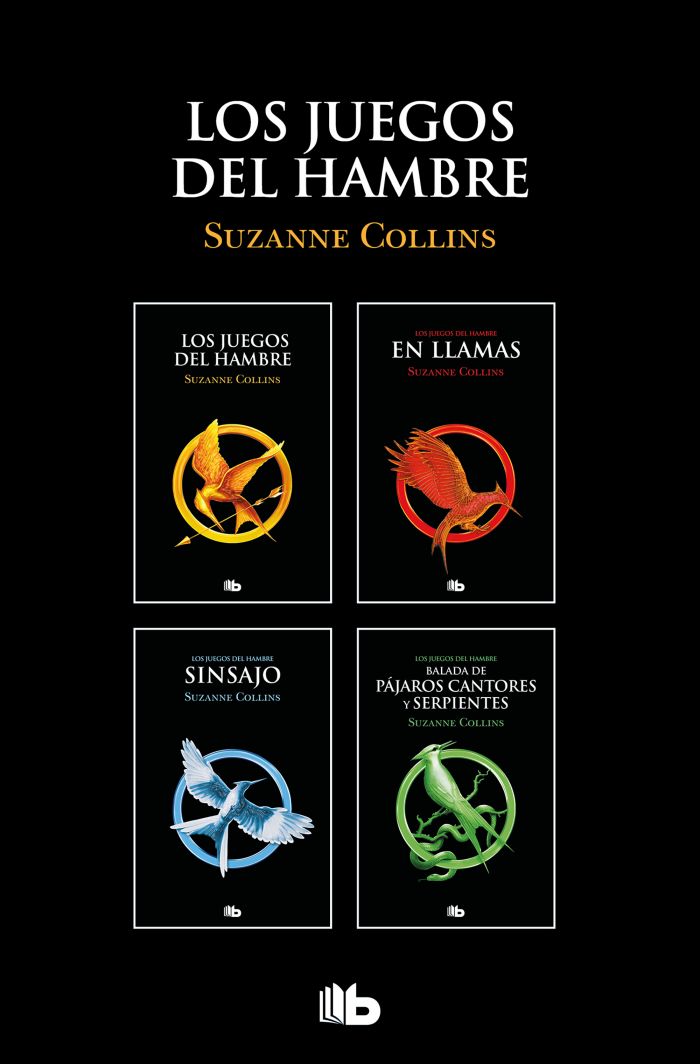 LOS JUEGOS
DEL HAMBRE
SUZANNE COLLINS
LOS JUEGOS
DEL HAMBRE
SUZANNE COLLINS
b
LOS JUEGOS DEL HAMBRE
EN LLAMAS
SUZANNE COLLINS
b
LOS JUEGOS DEL HAMBRE
SINSAJO
SUZANNE COLLINS
b
LOS JUEGOS DEL HAMBRE
BALADA DE
PÁJAROS CANTORES
Y SERPIENTES
SUZANNE COLLINS
b
b